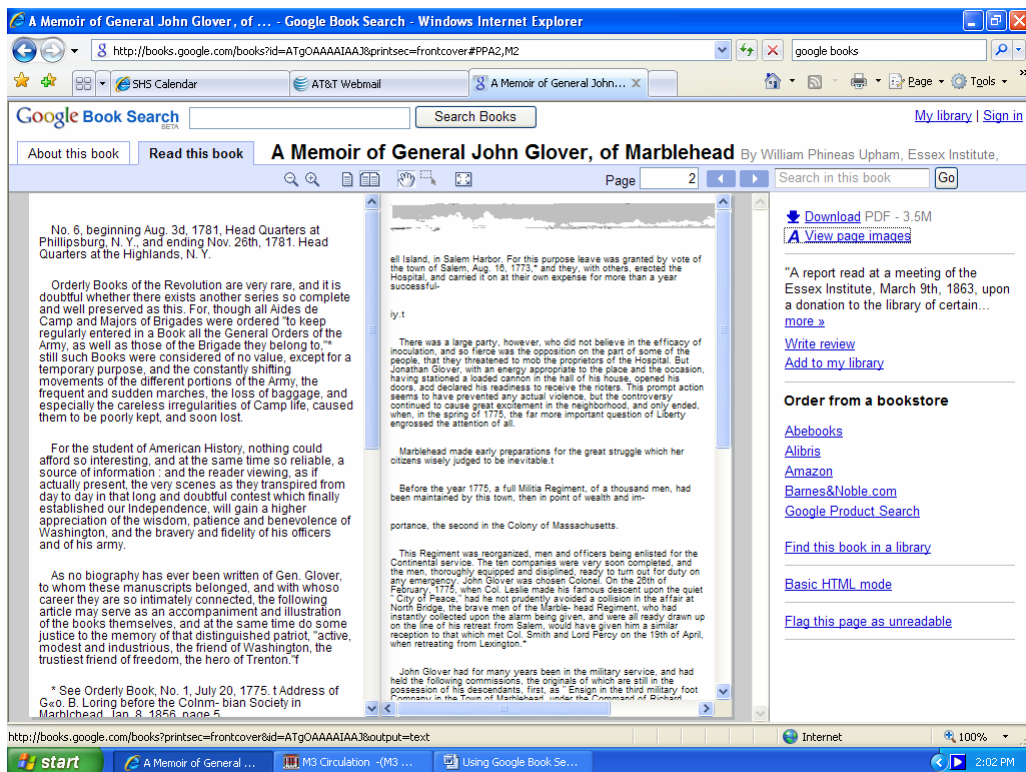 A Memoir of General John Glover, of ... - Google Book Search - Windows Internet Explorer
http://books.google.com/books?id=ATgOAAAAIAAJ&printsec=frontcover#PPA2,M2
google books
SHS Calendar
AT&T Webmail
A Memoir of General John...
Page
Tools
Google Book Search
BETA
Search Books
My library | Sign in
About this book
Read this book
A Memoir of General John Glover, of Marblehead By William Phineas Upham, Essex Institute,
Page 2
Search in this book
Go
No. 6, beginning Aug. 3d, 1781, Head Quarters at
Phillipsburg, N. Y., and ending Nov. 26th, 1781. Head
Quarters at the Highlands, N. Y.
Orderly Books of the Revolution are very rare, and it is
doubtful whether there exists another series so complete
and well preserved as this. For, though all Aides de
Camp and Majors of Brigades were ordered "to keep
regularly entered in a Book all the General Orders of the
Army, as well as those of the Brigade they belong to,"*
still such Books were considered of no value, except for a
temporary purpose, and the constantly shifting
movements of the different portions of the Army, the
frequent and sudden marches, the loss of baggage, and
especially the careless irregularities of Camp life, caused
them to be poorly kept, and soon lost.
For the student of American History, nothing could
afford so interesting, and at the same time so reliable, a
source of information : and the reader viewing, as if
actually present, the very scenes as they transpired from
day to day in that long and doubtful contest which finally
established our Independence, will gain a higher
appreciation of the wisdom, patience and benevolence of
Washington, and the bravery and fidelity of his officers
and of his army.
As no biography has ever been written of Gen. Glover,
to whom these manuscripts belonged, and with whose
career they are so intimately connected, the following
article may serve as an accompaniment and illustration
of the books themselves, and at the same time do some
justice to the memory of that distinguished patriot, "active,
modest and industrious, the friend of Washington, the
trustiest friend of freedom, the hero of Trenton."f
* See Orderly Book, No. 1, July 20, 1775. t Address of
G«o. B. Loring before the Colnm- bian Society in
Marblchead, Jan. 8, 1856, page 5.
ell Island, in Salem Harbor. For this purpose leave was granted by vote of
the town of Salem, Aug. 16, 1773,* and they, with others, erected the
Hospital, and carried it on at their own expense for more than a year
successful-
iy.t
There was a large party, however, who did not believe in the efficacy of
inoculation, and so fierce was the opposition on the part of some of the
people, that they threatened to mob the proprietors of the Hospital. But
Jonathan Glover, with an energy appropriate to the place and the occasion,
having stationed a loaded cannon in the hall of his house, opened his
doors, aod declared his readiness to receive the rioters. This prompt action
seems to have prevented any actual violence, but the controversy
continued to cause great excitement in the neighborhood, and only ended,
when, in the spring of 1775, the far more important question of Liberty
engrossed the attention of all.
Marblehead made early preparations for the great struggle which her
citizens wisely judged to be inevitable.t
Before the year 1775, a full Militia Regiment, of a thousand men, had
been maintained by this town, then in point of wealth and im-
portance, the second in the Colony of Massachusetts.
This Regiment was reorganized, men and officers being enlisted for the
Continental service. The ten companies were very soon completed, and
the men, thoroughly equipped and disiplined, ready to turn out for duty on
any emergency. John Glover was chosen Colonel. On the 26th of
February, 1775, when Col. Leslie made his famous descent upon the quiet
" City of Peace," had he not prudently avoided a collision in the affair at
North Bridge, the brave men of the Marble- head Regiment, who had
instantly collected upon the alarm being given, and were all ready drawn up
on the line of his retreat from Salem, would have given him a similar
reception to that which met Col. Smith and Lord Percy on the 19th of April,
when retreating from Lexington.*
John Glover had for many years been in the military service, and had
held the following commissions, the originals of which are still in the
possession of his descendants, first, as " Ensign in the third military foot
Company in the Town of Marblehead, under the Command of Richard
Download PDF - 3.5M
A View page images
"A report read at a meeting of the
Essex Institute, March 9th, 1863, upon
a donation to the library of certain...
more »
Write review
Add to my library
Order from a bookstore
Abebooks
Alibris
Amazon
Barnes&Noble.com
Google Product Search
Find this book in a library
Basic HTML mode
Flag this page as unreadable
http://books.google.com/books?printsec=frontcover&id=ATgOAAAAIAAJ&output=text
Internet
100%
start
A Memoir of General ...
M3 Circulation -(M3 ...
Using Google Book Se...
2:02 PM